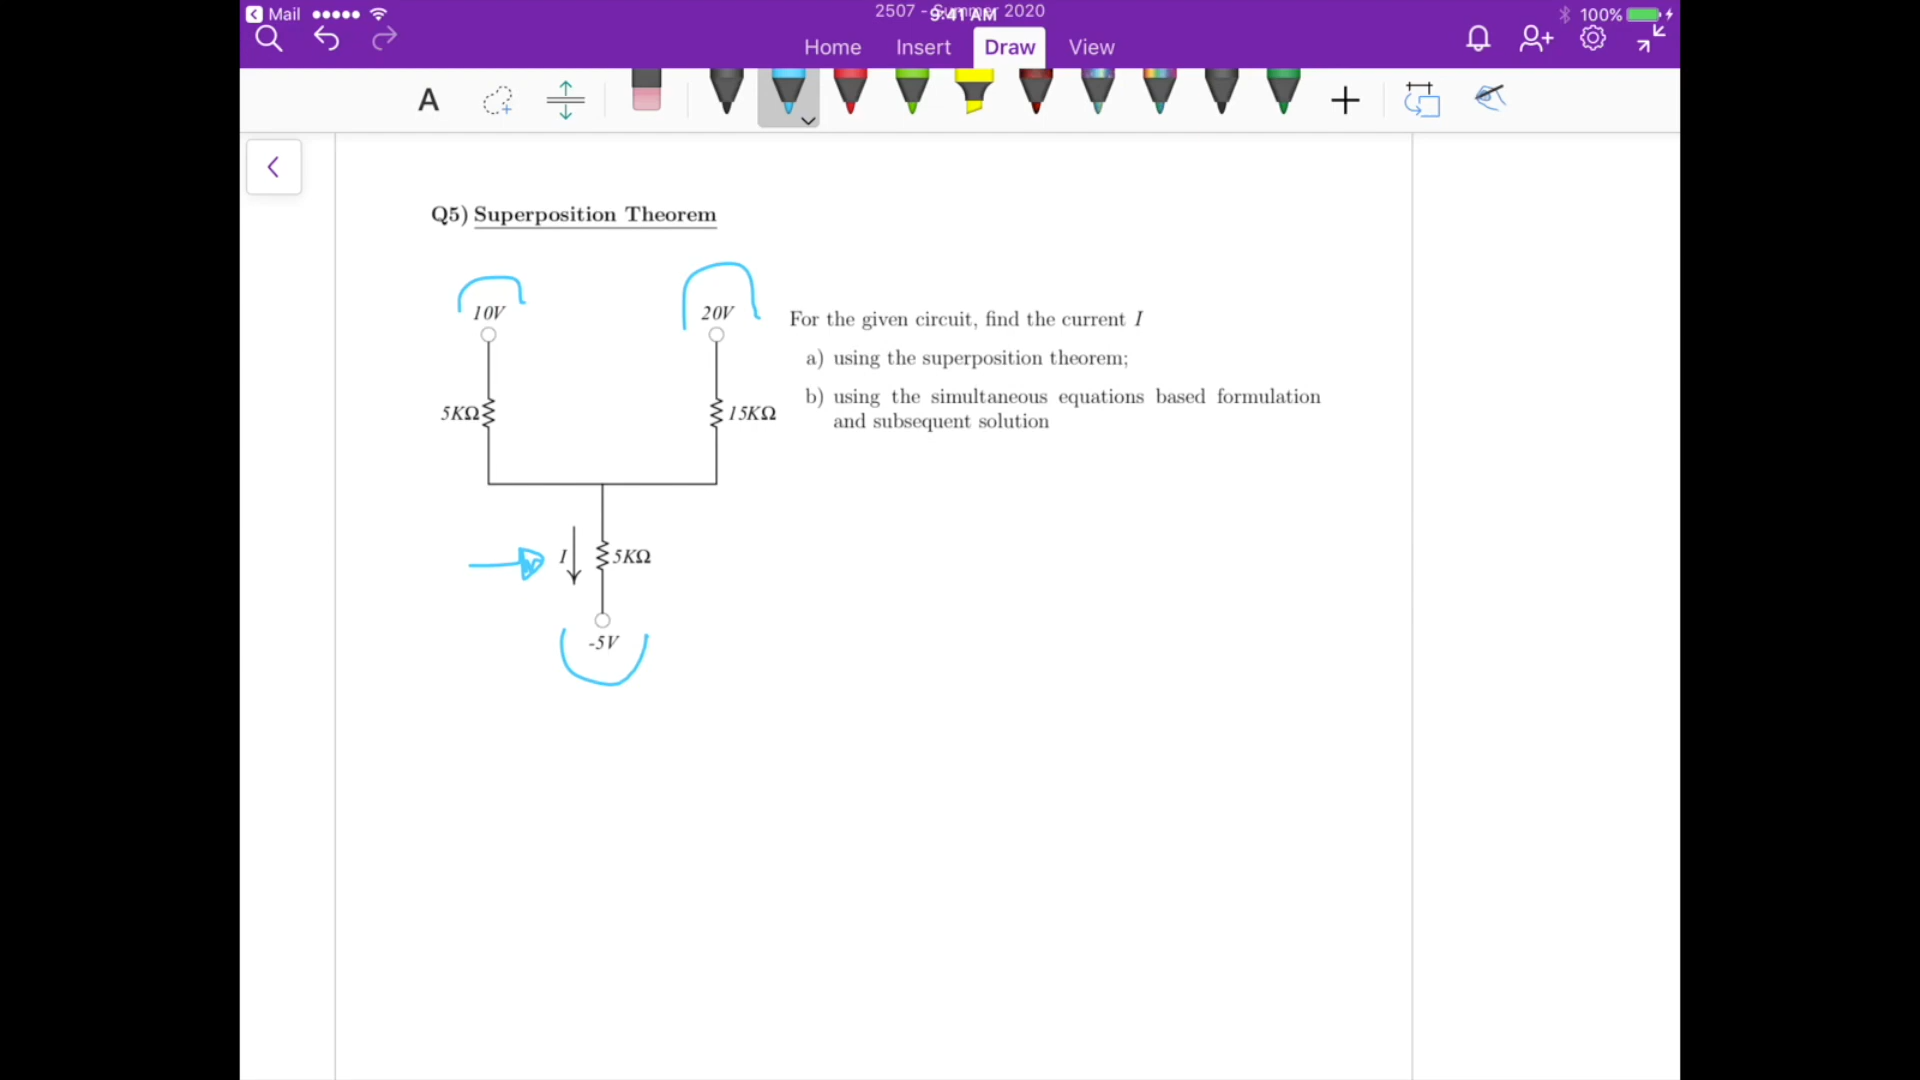 Mail
2507 - Summer 2020
9:41 AM
100%
Home Insert Draw View
A
Q5) Superposition Theorem
10V
20V
For the given circuit, find the current I
a) using the superposition theorem;
b) using the simultaneous equations based formulation
and subsequent solution
5KΩ
15KΩ
I
5KΩ
-5V